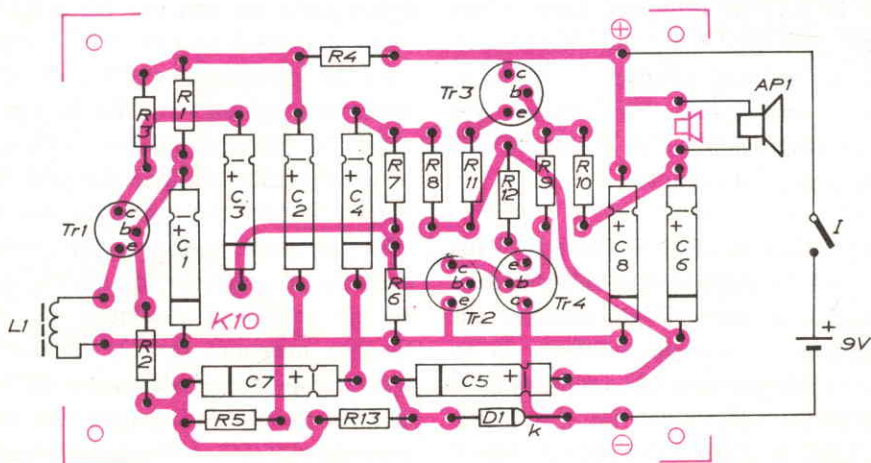 +
R4
Tr3
c
b
e
AP1
R3
R1
+ C3
+ C2
+ C4
R7
R8
R11
R12
R9
R10
+ C8
+ C6
I
Tr1
c
b
e
+ C1
R6
c
b
e
Tr2
e
b
c
Tr4
L1
K10
R2
+
9V
C7 +
C5 +
R5
R13
D1
k
−